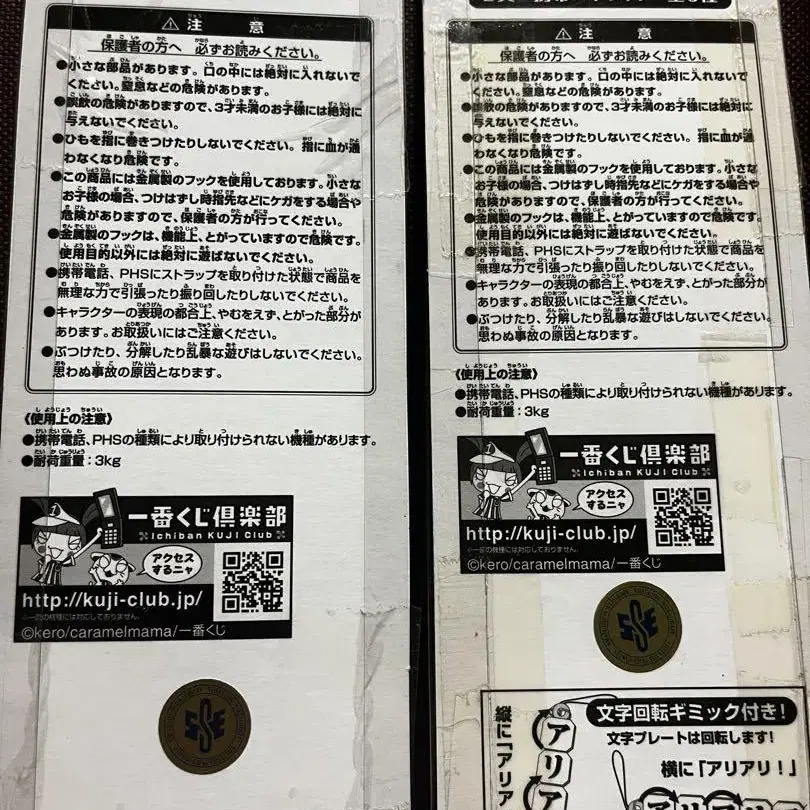 注意
保護者の方へ 必ずお読みください。
●小さな部品があります。口の中には絶対に入れないで
ください。窒息などの危険があります。
●誤飲の危険がありますので、3才未満のお子様には絶対に
与えないでください。
●ひもを指に巻きつけたりしないでください。指に血が通
わなくなり危険です。
●この商品には金属製のフックを使用しております。小さな
お子様の場合、つけはずし時指先などにケガをする場合や
危険がありますので、保護者の方が行ってください。
●金属製のフックは、機能上、とがっていますので危険です。
使用目的以外には絶対に遊ばないでください。
●携帯電話、PHSにストラップを取り付けた状態で商品を
無理な力で引張ったり振り回したりしないでください。
●キャラクターの表現の都合上、やむをえず、とがった部分が
あります。お取扱いにはご注意ください。
●ぶつけたり、分解したり乱暴な遊びはしないでください。
思わぬ事故の原因となります。
《使用上の注意》
●携帯電話、PHSの種類により取り付けられない機種があります。
●耐荷重量:3kg
一番くじ倶楽部
Ichiban KUJI Club
アクセス
するニャ
http://kuji-club.jp/
※一部の機種には対応しておりません。
©kero/caramelmama/一番くじ
注意
保護者の方へ 必ずお読みください。
●小さな部品があります。口の中には絶対に入れないで
ください。窒息などの危険があります。
●誤飲の危険がありますので、3才未満のお子様には絶対に
与えないでください。
●ひもを指に巻きつけたりしないでください。指に血が通
わなくなり危険です。
●この商品には金属製のフックを使用しております。小さな
お子様の場合、つけはずし時指先などにケガをする場合や
危険がありますので、保護者の方が行ってください。
●金属製のフックは、機能上、とがっていますので危険です。
使用目的以外には絶対に遊ばないでください。
●携帯電話、PHSにストラップを取り付けた状態で商品を
無理な力で引張ったり振り回したりしないでください。
●キャラクターの表現の都合上、やむをえず、とがった部分が
あります。お取扱いにはご注意ください。
●ぶつけたり、分解したり乱暴な遊びはしないでください。
思わぬ事故の原因となります。
《使用上の注意》
●携帯電話、PHSの種類により取り付けられない機種があります。
●耐荷重量:3kg
一番くじ倶楽部
Ichiban KUJI Club
アクセス
するニャ
http://kuji-club.jp/
※一部の機種には対応しておりません。
©kero/caramelmama/一番くじ
文字回転ギミック付き!
文字プレートは回転します!
縦に「アリア
アリア
横に「アリアリ!」